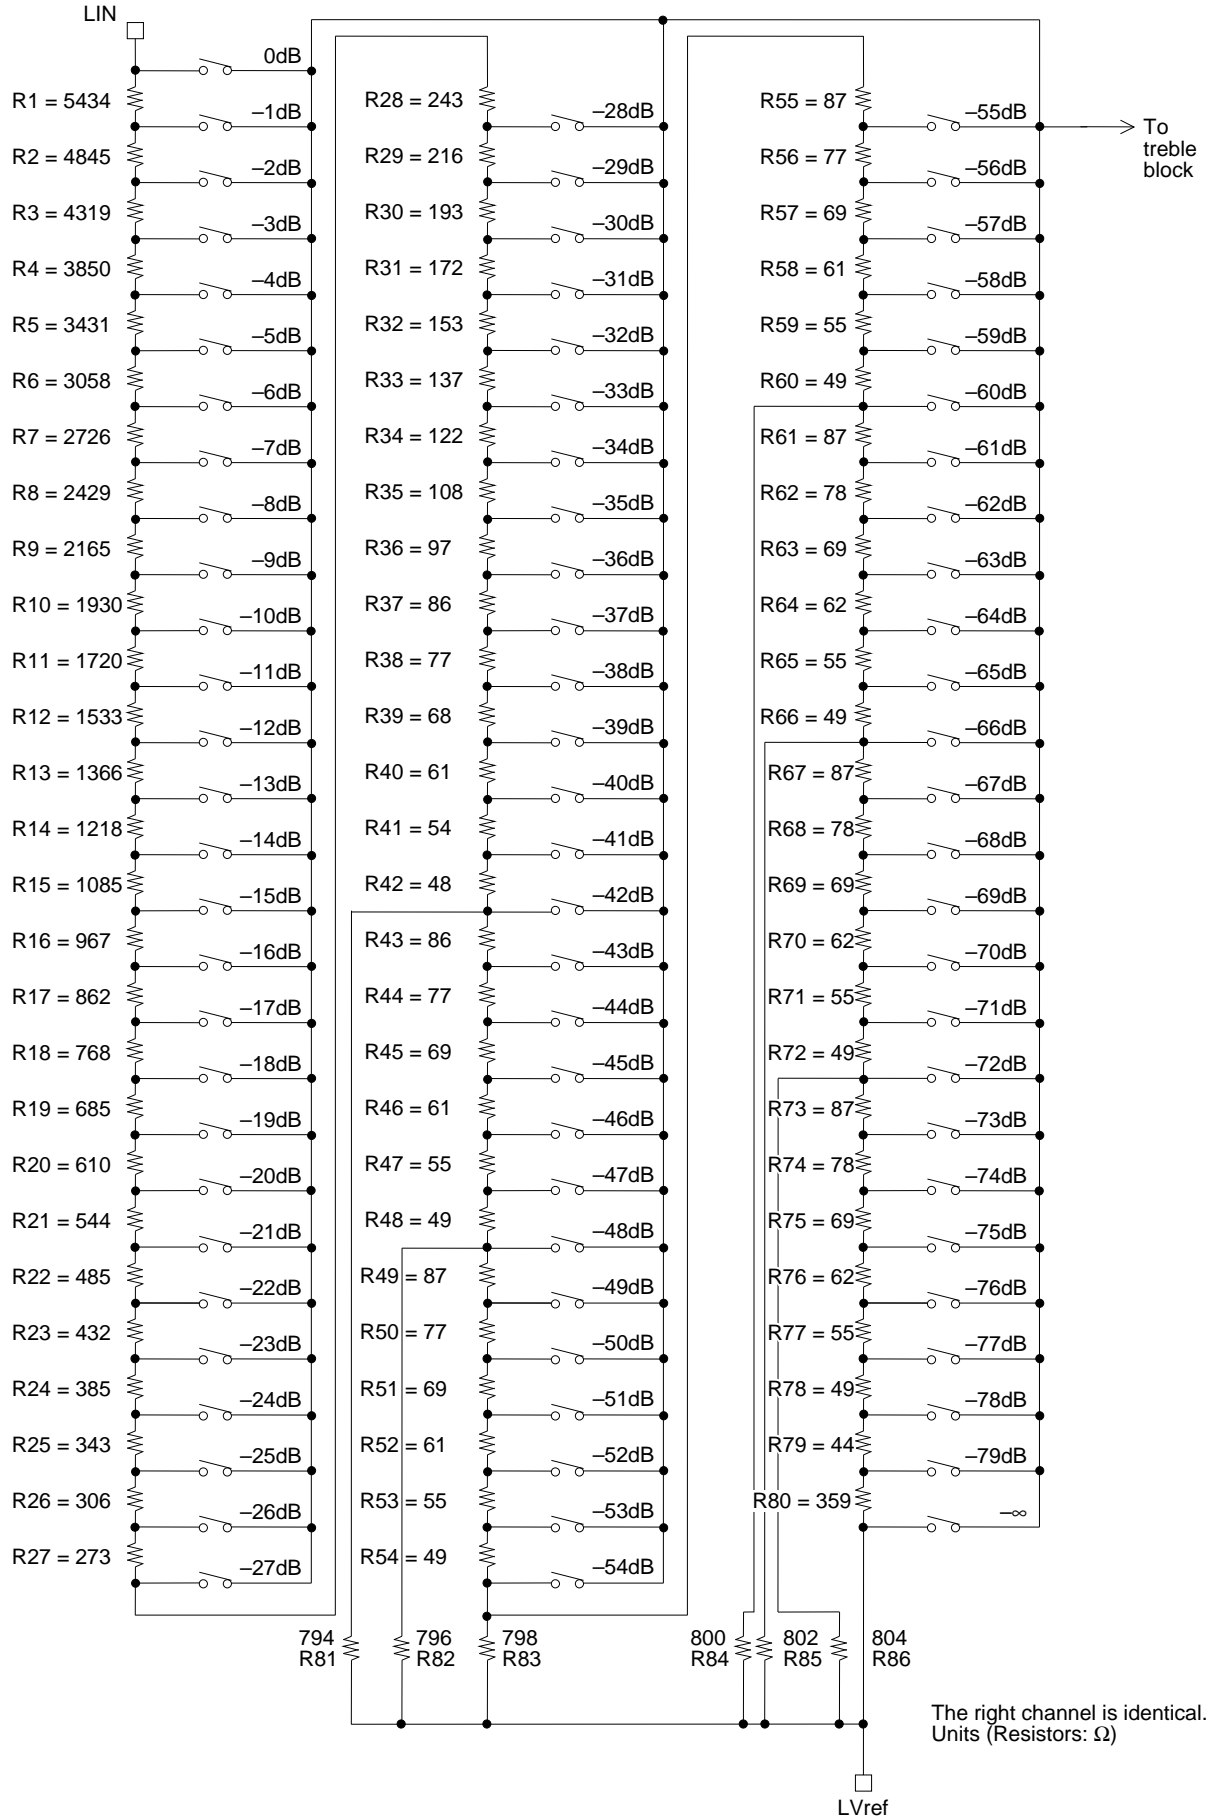 LIN
0dB
R1 = 5434
–1dB
R2 = 4845
–2dB
R3 = 4319
–3dB
R4 = 3850
–4dB
R5 = 3431
–5dB
R6 = 3058
–6dB
R7 = 2726
–7dB
R8 = 2429
–8dB
R9 = 2165
–9dB
R10 = 1930
–10dB
R11 = 1720
–11dB
R12 = 1533
–12dB
R13 = 1366
–13dB
R14 = 1218
–14dB
R15 = 1085
–15dB
R16 = 967
–16dB
R17 = 862
–17dB
R18 = 768
–18dB
R19 = 685
–19dB
R20 = 610
–20dB
R21 = 544
–21dB
R22 = 485
–22dB
R23 = 432
–23dB
R24 = 385
–24dB
R25 = 343
–25dB
R26 = 306
–26dB
R27 = 273
–27dB
R28 = 243
–28dB
R29 = 216
–29dB
R30 = 193
–30dB
R31 = 172
–31dB
R32 = 153
–32dB
R33 = 137
–33dB
R34 = 122
–34dB
R35 = 108
–35dB
R36 = 97
–36dB
R37 = 86
–37dB
R38 = 77
–38dB
R39 = 68
–39dB
R40 = 61
–40dB
R41 = 54
–41dB
R42 = 48
–42dB
R43 = 86
–43dB
R44 = 77
–44dB
R45 = 69
–45dB
R46 = 61
–46dB
R47 = 55
–47dB
R48 = 49
–48dB
R49 = 87
–49dB
R50 = 77
–50dB
R51 = 69
–51dB
R52 = 61
–52dB
R53 = 55
–53dB
R54 = 49
–54dB
R55 = 87
–55dB
R56 = 77
–56dB
R57 = 69
–57dB
R58 = 61
–58dB
R59 = 55
–59dB
R60 = 49
–60dB
R61 = 87
–61dB
R62 = 78
–62dB
R63 = 69
–63dB
R64 = 62
–64dB
R65 = 55
–65dB
R66 = 49
–66dB
R67 = 87
–67dB
R68 = 78
–68dB
R69 = 69
–69dB
R70 = 62
–70dB
R71 = 55
–71dB
R72 = 49
–72dB
R73 = 87
–73dB
R74 = 78
–74dB
R75 = 69
–75dB
R76 = 62
–76dB
R77 = 55
–77dB
R78 = 49
–78dB
R79 = 44
–79dB
R80 = 359
–∞
To
treble
block
794
R81
796
R82
798
R83
800
R84
802
R85
804
R86
The right channel is identical.
Units (Resistors: Ω)
LVref